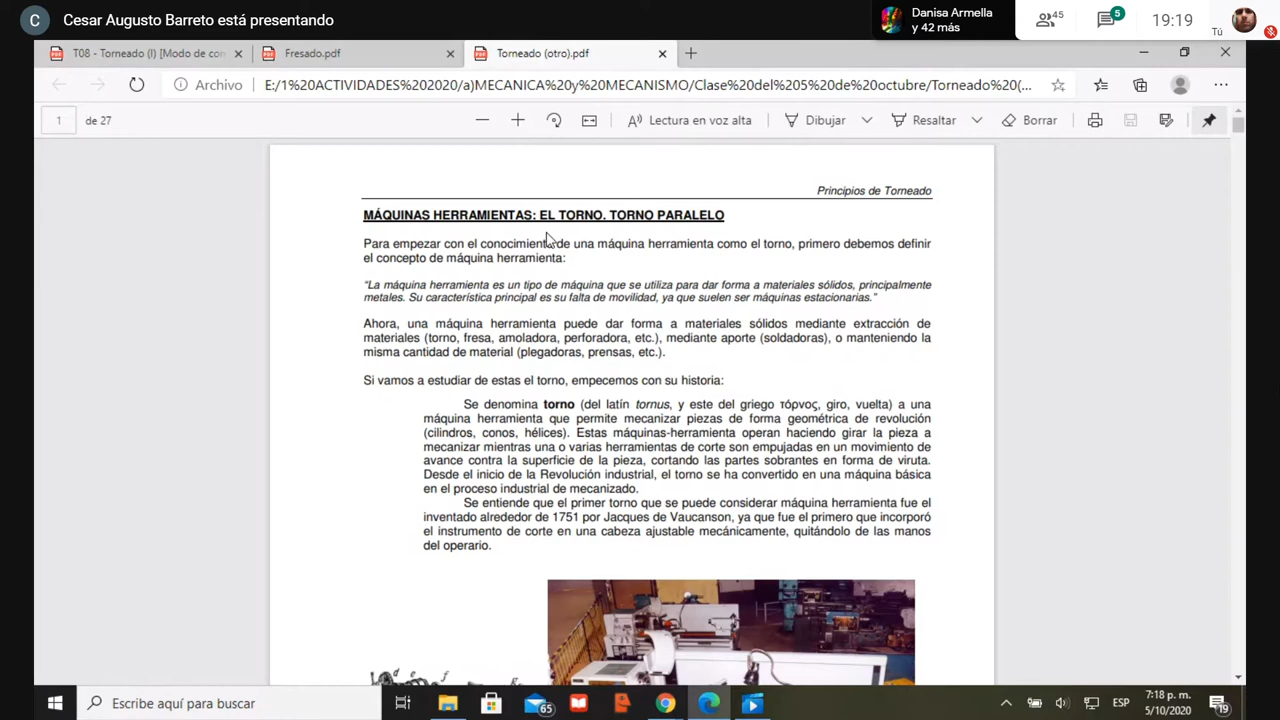 C Cesar Augusto Barreto está presentando
Danisa Armella
y 42 más
45
5
19:19
Tú
T08 - Torneado (I) [Modo de con
Fresado.pdf
Torneado (otro).pdf
Archivo E:/1%20ACTIVIDADES%202020/a)MECANICA%20y%20MECANISMO/Clase%20del%205%20de%20octubre/Torneado%20(...
1 de 27
Lectura en voz alta
Dibujar
Resaltar
Borrar
Principios de Torneado
MÁQUINAS HERRAMIENTAS: EL TORNO. TORNO PARALELO
Para empezar con el conocimiento de una máquina herramienta como el torno, primero debemos definir
el concepto de máquina herramienta:
“La máquina herramienta es un tipo de máquina que se utiliza para dar forma a materiales sólidos, principalmente
metales. Su característica principal es su falta de movilidad, ya que suelen ser máquinas estacionarias.”
Ahora, una máquina herramienta puede dar forma a materiales sólidos mediante extracción de
materiales (torno, fresa, amoladora, perforadora, etc.), mediante aporte (soldadoras), o manteniendo la
misma cantidad de material (plegadoras, prensas, etc.).
Si vamos a estudiar de estas el torno, empecemos con su historia:
Se denomina torno (del latín tornus, y este del griego τόρνος, giro, vuelta) a una
máquina herramienta que permite mecanizar piezas de forma geométrica de revolución
(cilindros, conos, hélices). Estas máquinas-herramienta operan haciendo girar la pieza a
mecanizar mientras una o varias herramientas de corte son empujadas en un movimiento de
avance contra la superficie de la pieza, cortando las partes sobrantes en forma de viruta.
Desde el inicio de la Revolución industrial, el torno se ha convertido en una máquina básica
en el proceso industrial de mecanizado.
Se entiende que el primer torno que se puede considerar máquina herramienta fue el
inventado alrededor de 1751 por Jacques de Vaucanson, ya que fue el primero que incorporó
el instrumento de corte en una cabeza ajustable mecánicamente, quitándolo de las manos
del operario.
Escribe aquí para buscar
65
ESP
7:18 p. m.
5/10/2020
19